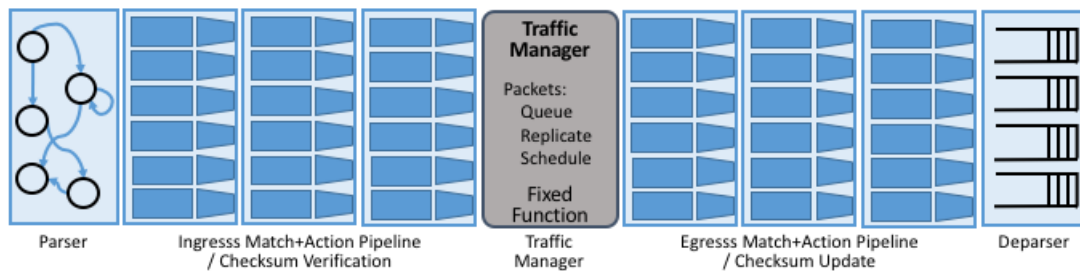 Traffic
Manager
Packets:
Queue
Replicate
Schedule
Fixed
Function
Parser
Ingresss Match+Action Pipeline
/ Checksum Verification
Traffic
Manager
Egresss Match+Action Pipeline
/ Checksum Update
Deparser